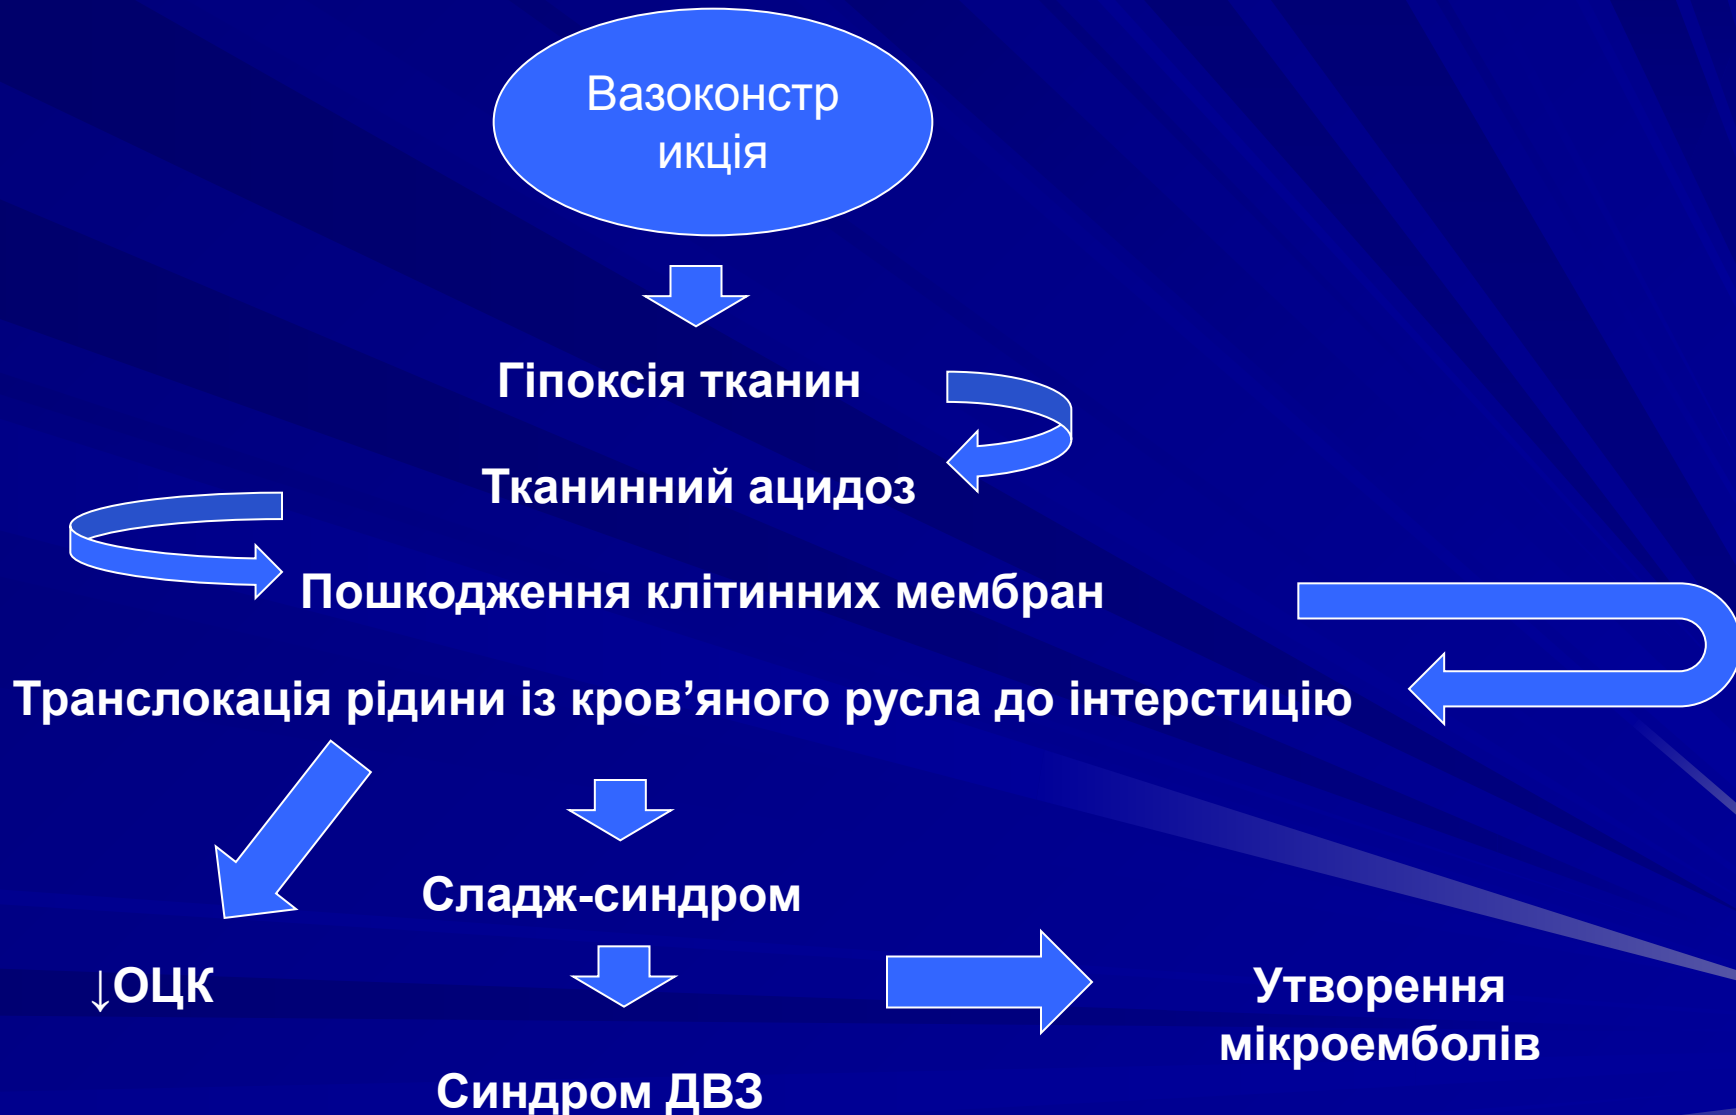 Вазоконстр
икція
Гіпоксія тканин
Тканинний ацидоз
Пошкодження клітинних мембран
Транслокація рідини із кров’яного русла до інтерстицію
Сладж-синдром
↓ОЦК
Утворення
мікроемболів
Синдром ДВЗ